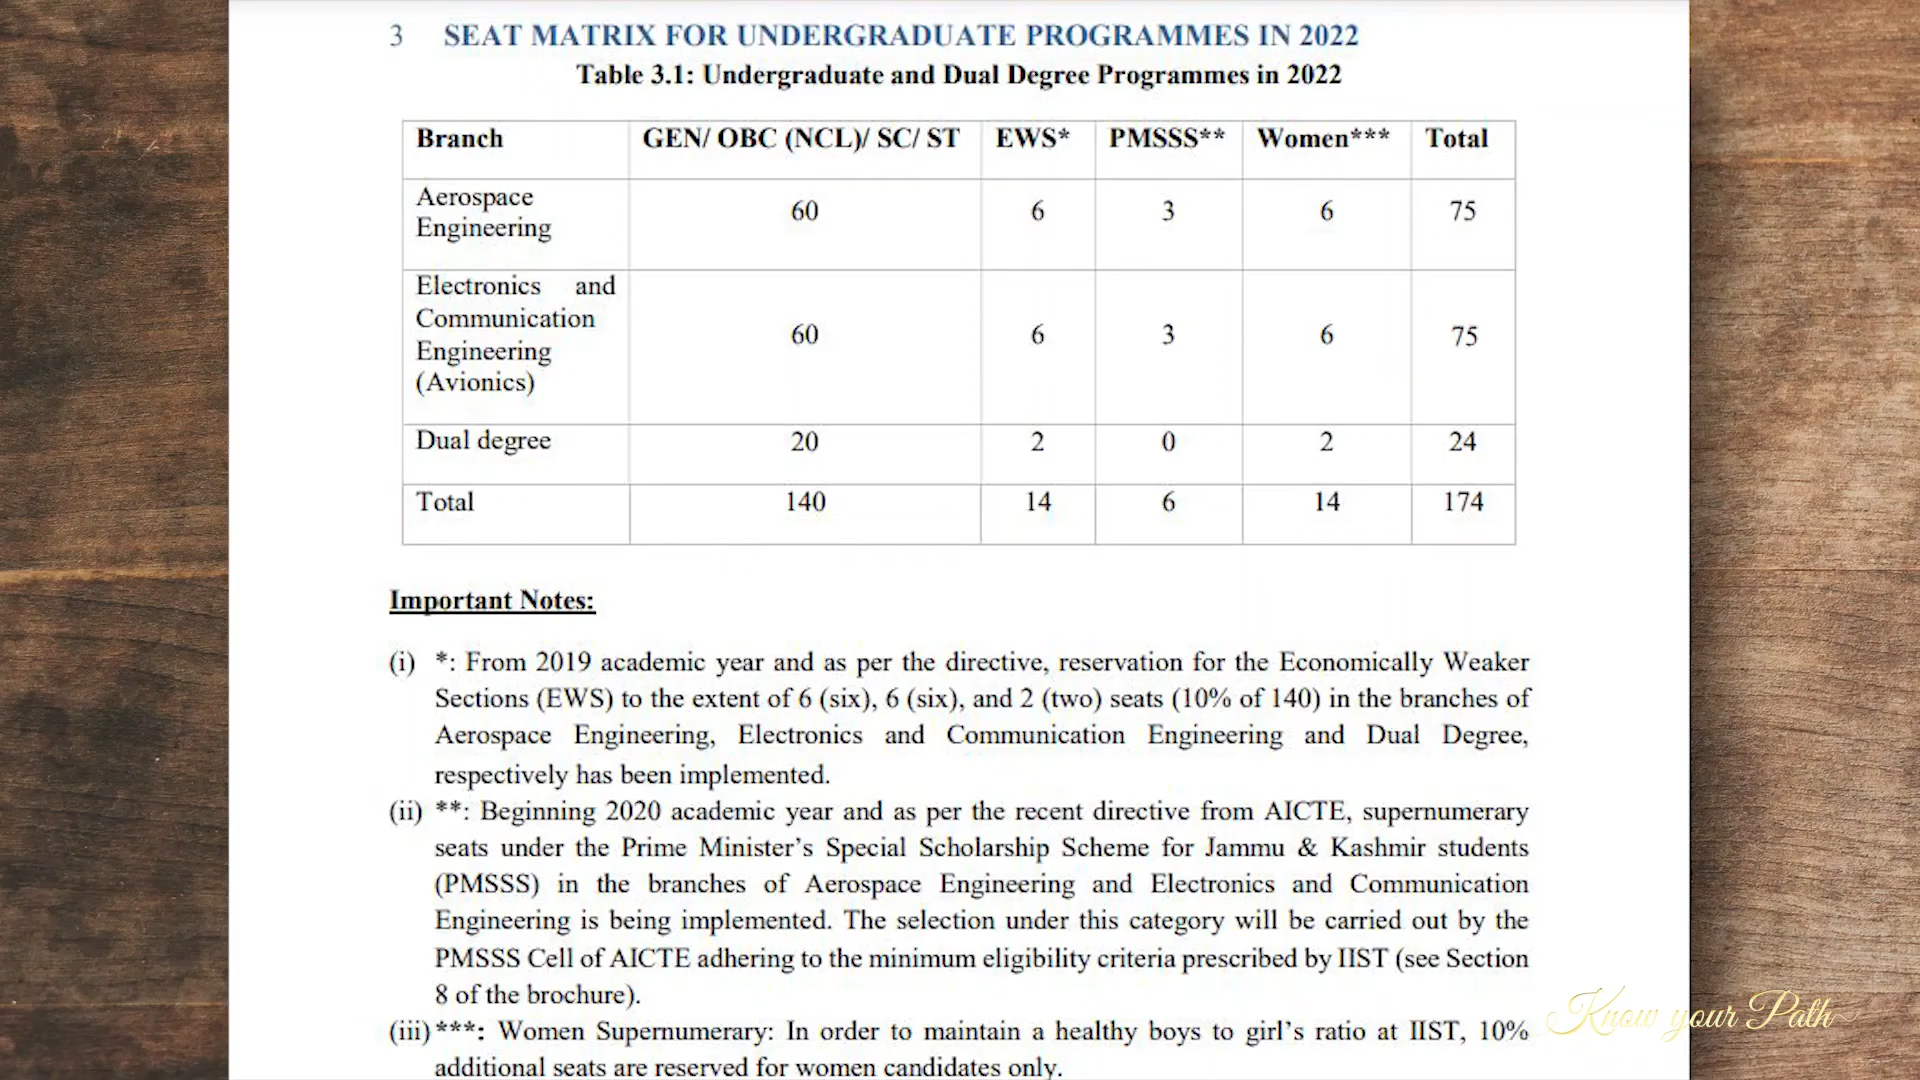 3 SEAT MATRIX FOR UNDERGRADUATE PROGRAMMES IN 2022
Table 3.1: Undergraduate and Dual Degree Programmes in 2022
Branch GEN/ OBC (NCL)/ SC/ ST EWS* PMSSS** Women*** Total
Aerospace
Engineering 60 6 3 6 75
Electronics and
Communication
Engineering
(Avionics) 60 6 3 6 75
Dual degree 20 2 0 2 24
Total 140 14 6 14 174
Important Notes:
(i) *: From 2019 academic year and as per the directive, reservation for the Economically Weaker
Sections (EWS) to the extent of 6 (six), 6 (six), and 2 (two) seats (10% of 140) in the branches of
Aerospace Engineering, Electronics and Communication Engineering and Dual Degree,
respectively has been implemented.
(ii) **: Beginning 2020 academic year and as per the recent directive from AICTE, supernumerary
seats under the Prime Minister’s Special Scholarship Scheme for Jammu & Kashmir students
(PMSSS) in the branches of Aerospace Engineering and Electronics and Communication
Engineering is being implemented. The selection under this category will be carried out by the
PMSSS Cell of AICTE adhering to the minimum eligibility criteria prescribed by IIST (see Section
8 of the brochure).
(iii) ***: Women Supernumerary: In order to maintain a healthy boys to girl’s ratio at IIST, 10%
additional seats are reserved for women candidates only.
Know your Path